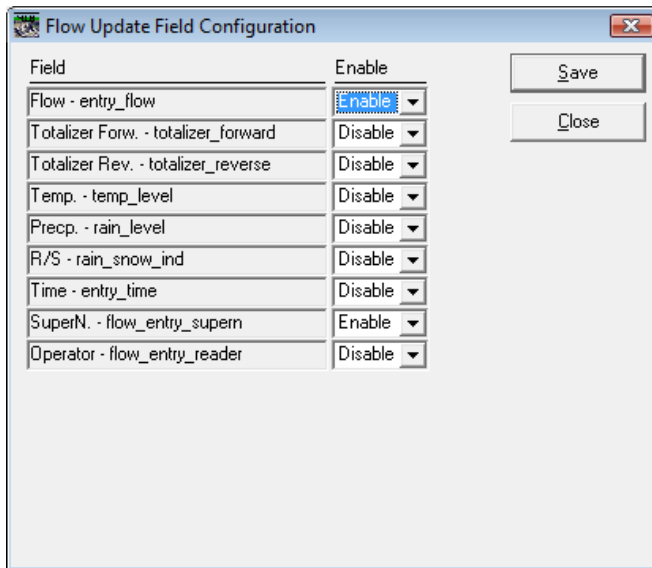 Flow Update Field Configuration
Field Enable
Flow - entry_flow Enable
Totalizer Forw. - totalizer_forward Disable
Totalizer Rev. - totalizer_reverse Disable
Temp. - temp_level Disable
Precp. - rain_level Disable
R/S - rain_snow_ind Disable
Time - entry_time Disable
SuperN. - flow_entry_supern Enable
Operator - flow_entry_reader Disable
Save
Close